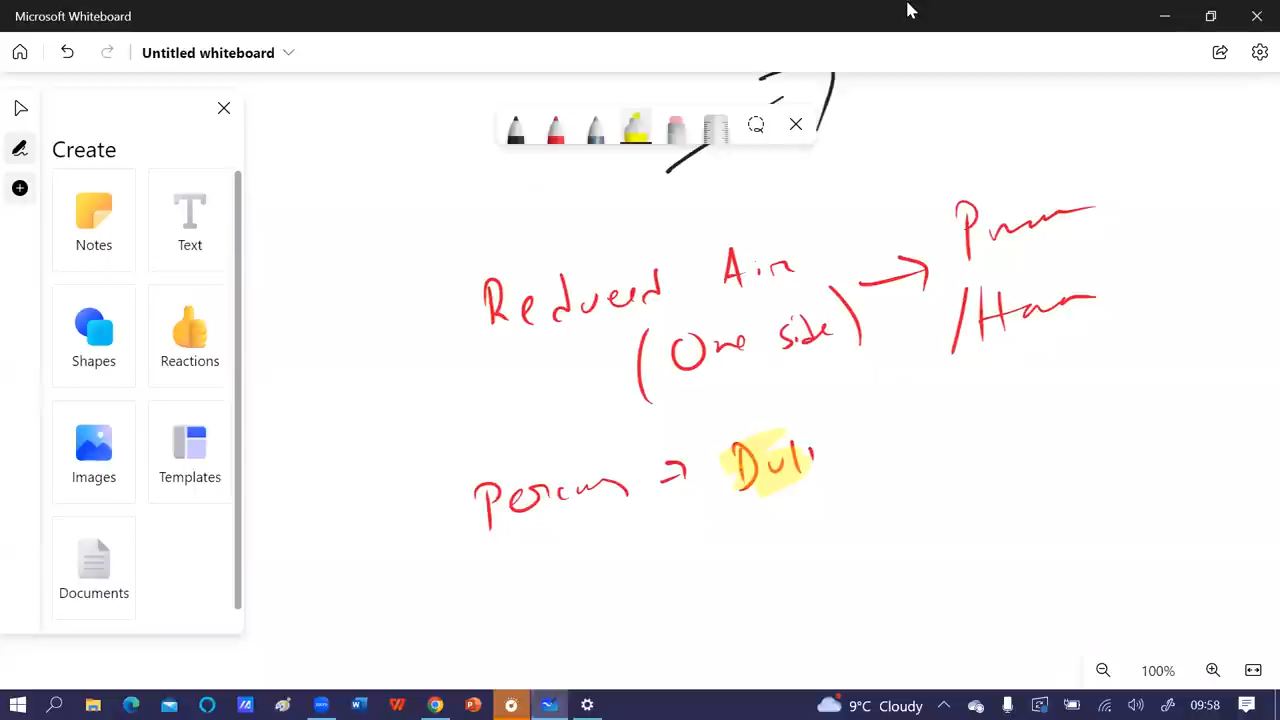 Microsoft Whiteboard
Untitled whiteboard
Create
Notes
Text
Shapes
Reactions
Images
Templates
Documents
Reduced Air
(One side) →
→ Dull
100%
9°C Cloudy
09:58